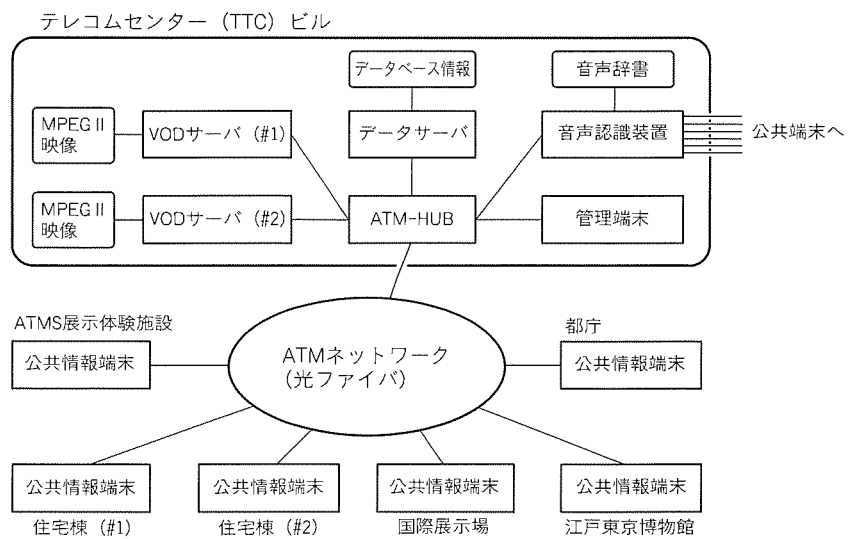 テレコムセンター（TTC）ビル
データベース情報
音声辞書
MPEGⅡ
映像
VODサーバ（#1）
データサーバ
音声認識装置
公共端末へ
MPEGⅡ
映像
VODサーバ（#2）
ATM-HUB
管理端末
ATMS展示体験施設
公共情報端末
ATMネットワーク
（光ファイバ）
都庁
公共情報端末
公共情報端末
住宅棟（#1）
公共情報端末
住宅棟（#2）
公共情報端末
国際展示場
公共情報端末
江戸東京博物館